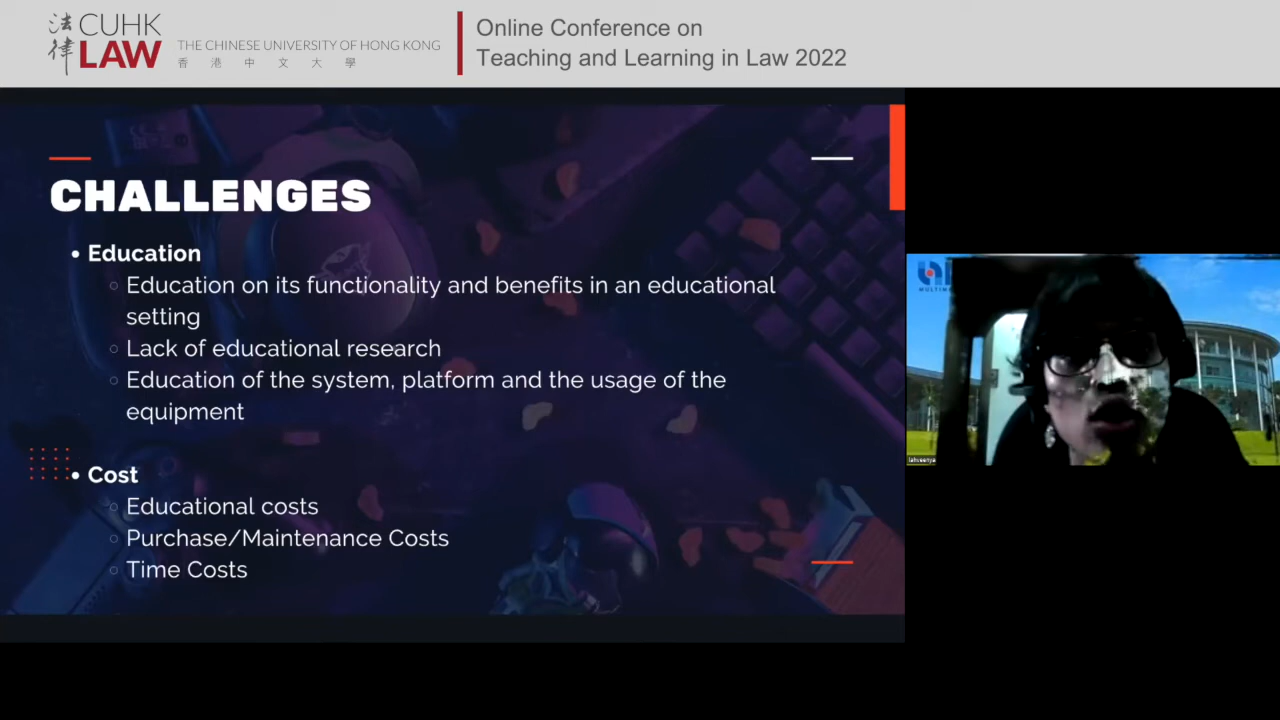 法律
CUHK
LAW
THE CHINESE UNIVERSITY OF HONG KONG
香 港 中 文 大 學
Online Conference on
Teaching and Learning in Law 2022
CHALLENGES
• Education
○ Education on its functionality and benefits in an educational
setting
○ Lack of educational research
○ Education of the system, platform and the usage of the
equipment
• Cost
○ Educational costs
○ Purchase/Maintenance Costs
○ Time Costs